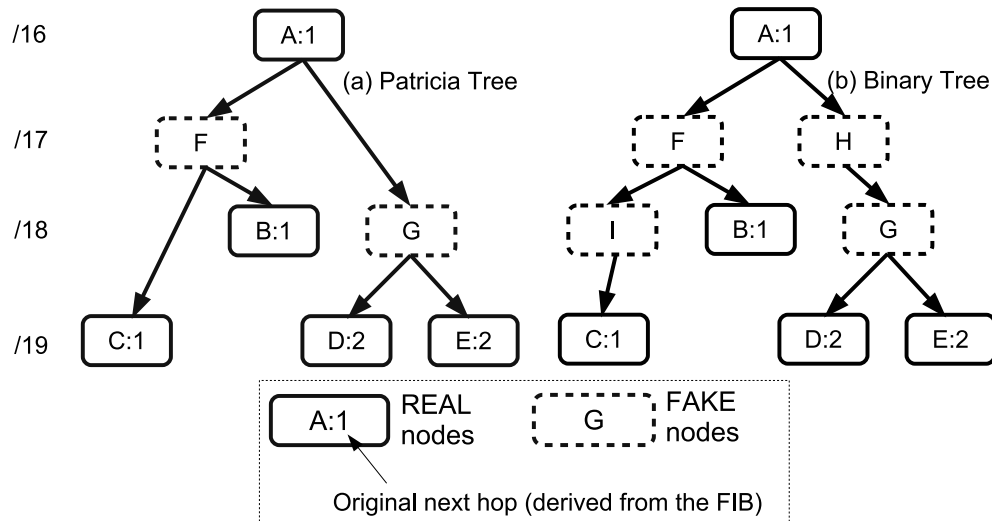 /16
A:1
A:1
(a) Patricia Tree
(b) Binary Tree
/17
F
F
H
/18
B:1
G
I
B:1
G
/19
C:1
D:2
E:2
C:1
D:2
E:2
A:1
REAL
nodes
G
FAKE
nodes
Original next hop (derived from the FIB)